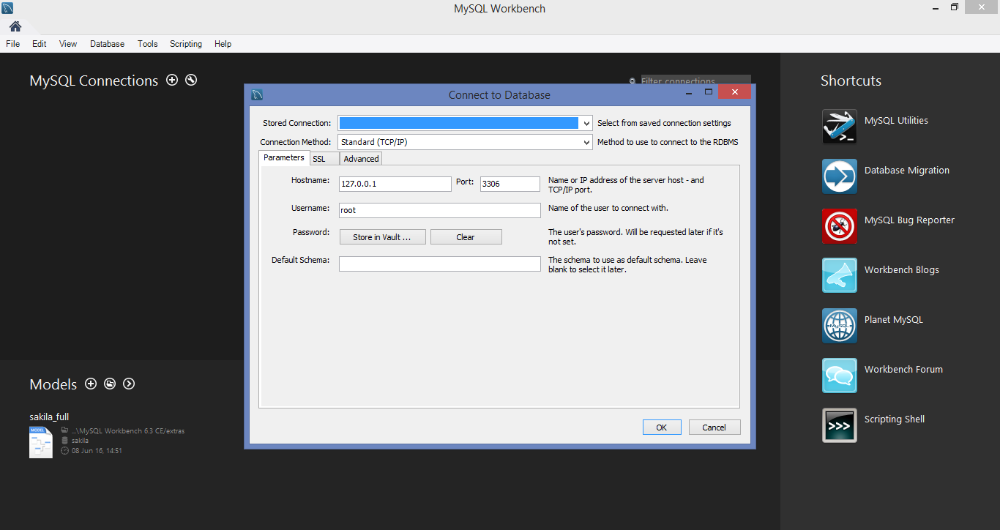 MySQL Workbench
File Edit View Database Tools Scripting Help
MySQL Connections
Filter connections
Shortcuts
MySQL Utilities
Database Migration
MySQL Bug Reporter
Workbench Blogs
Planet MySQL
MySQL
Workbench Forum
>>>
Scripting Shell
Connect to Database
Stored Connection: Select from saved connection settings
Connection Method: Standard (TCP/IP) Method to use to connect to the RDBMS
Parameters SSL Advanced
Hostname: 127.0.0.1 Port: 3306 Name or IP address of the server host - and
TCP/IP port.
Username: root Name of the user to connect with.
Password: Store in Vault ... Clear The user's password. Will be requested later if it's
not set.
Default Schema: The schema to use as default schema. Leave
blank to select it later.
OK Cancel
Models
sakila_full
MODEL
...\MySQL Workbench 6.3 CE/extras
sakila
08 Jun 16, 14:51